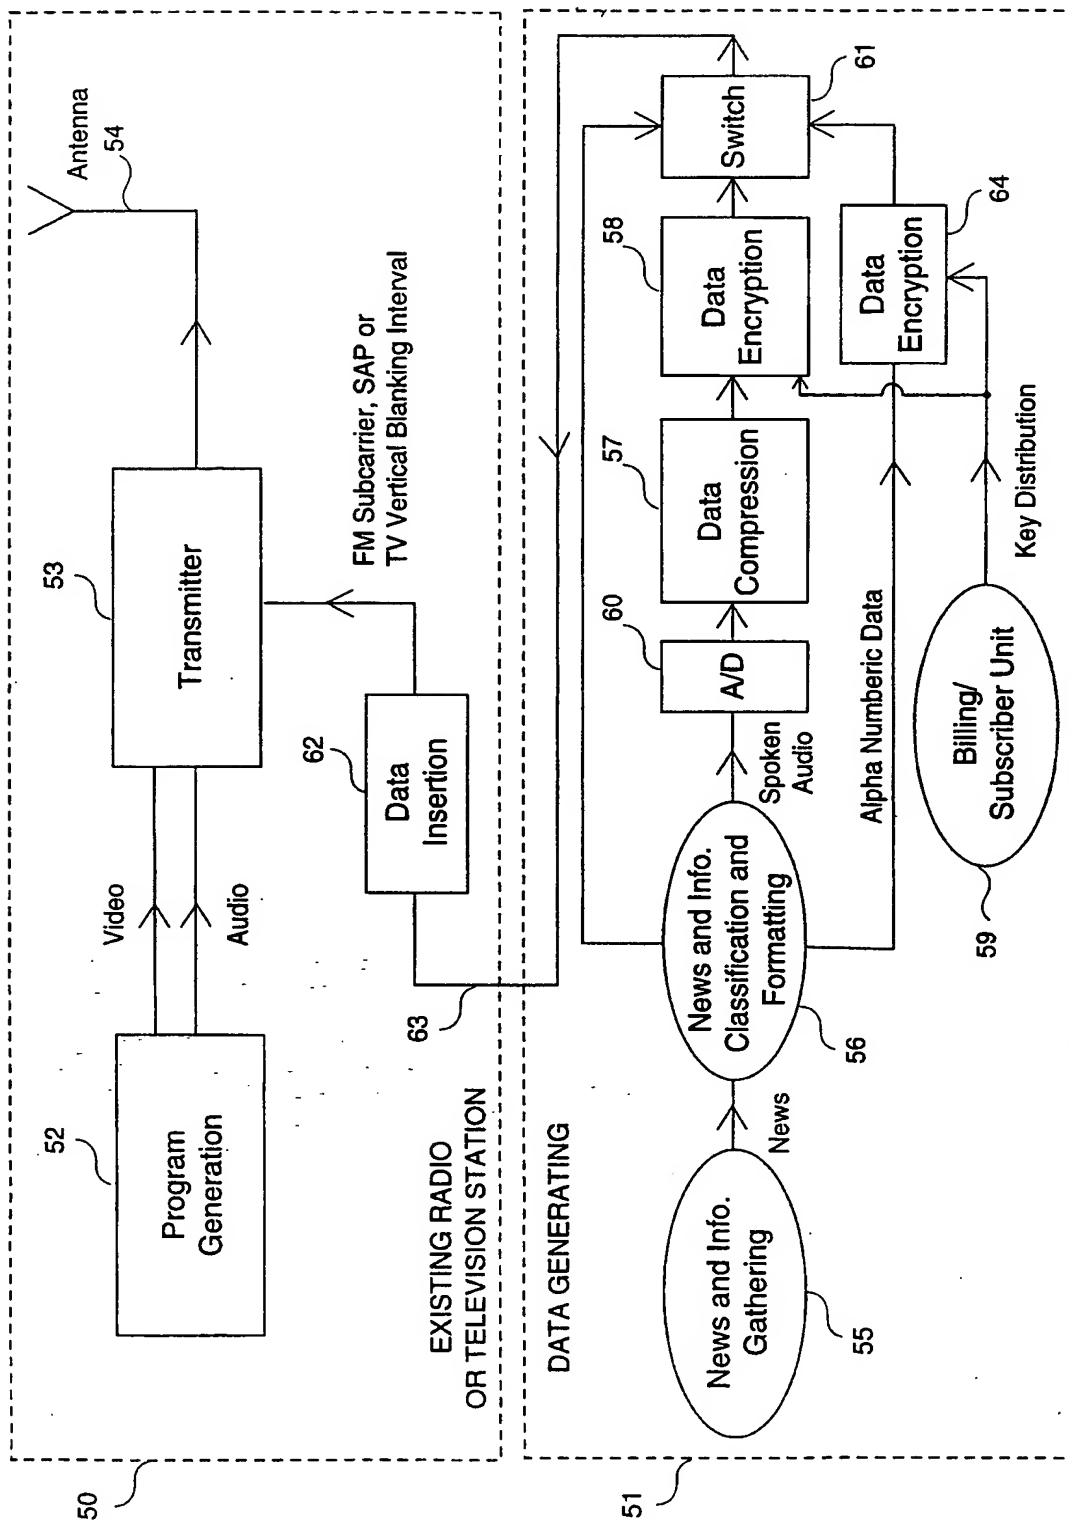 50
52
Program
Generation
Video
Audio
53
Transmitter
Antenna
54
FM Subcarrier, SAP or
TV Vertical Blanking Interval
62
Data
Insertion
63
EXISTING RADIO
OR TELEVISION STATION
51
DATA GENERATING
News and Info.
Gathering
55
News
News and Info.
Classification and
Formatting
56
Spoken
Audio
60
A/D
57
Data
Compression
58
Data
Encryption
Switch
61
Alpha Numberic Data
Data
Encryption
64
Billing/
Subscriber Unit
59
Key Distribution